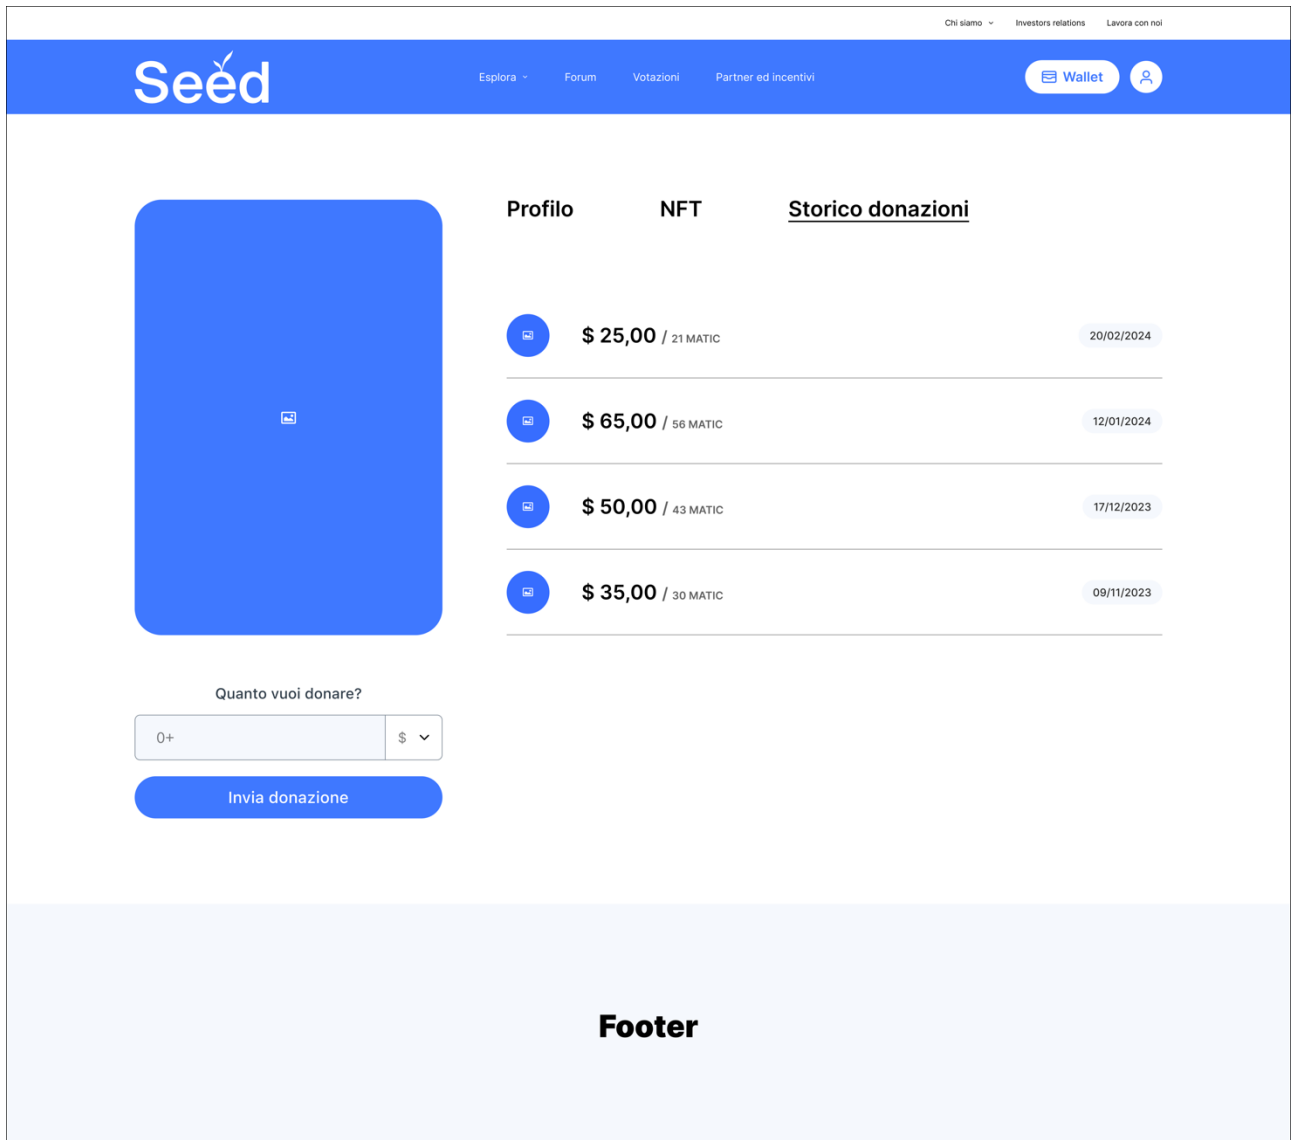 Chi siamo Investors relations Lavora con noi
Seed Esplora Forum Votazioni Partner ed incentivi Wallet
Profilo NFT Storico donazioni
$ 25,00 / 21 MATIC 20/02/2024
$ 65,00 / 56 MATIC 12/01/2024
$ 50,00 / 43 MATIC 17/12/2023
$ 35,00 / 30 MATIC 09/11/2023
Quanto vuoi donare?
0+ $
Invia donazione
Footer